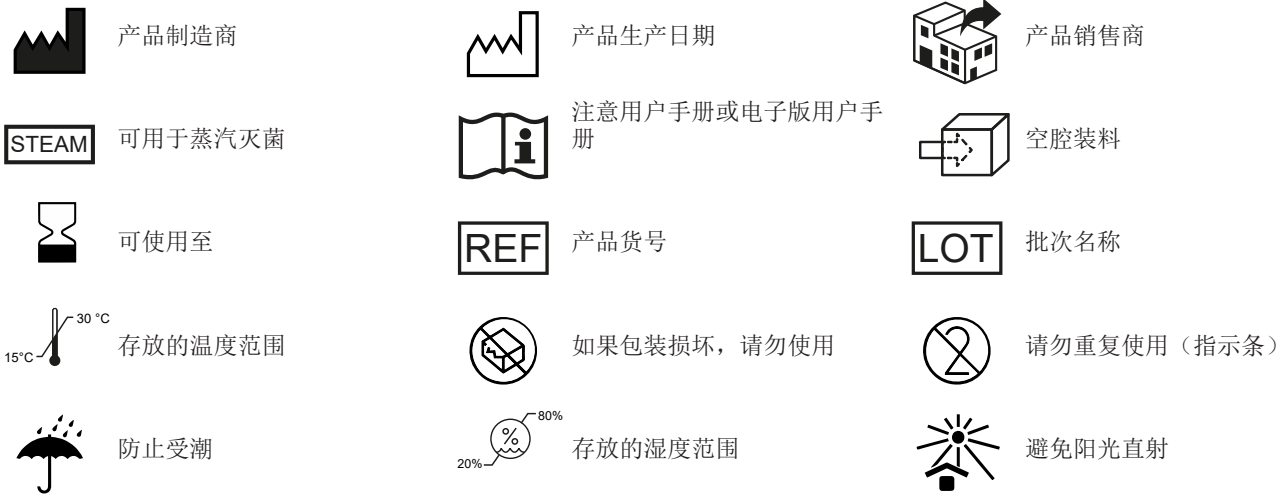 产品制造商
产品生产日期
产品销售商
STEAM
可用于蒸汽灭菌
注意用户手册或电子版用户手
册
空腔装料
可使用至
REF
产品货号
LOT
批次名称
30 °C
15°C
存放的温度范围
如果包装损坏，请勿使用
2
请勿重复使用（指示条）
防止受潮
80%
%
20%
存放的湿度范围
避免阳光直射